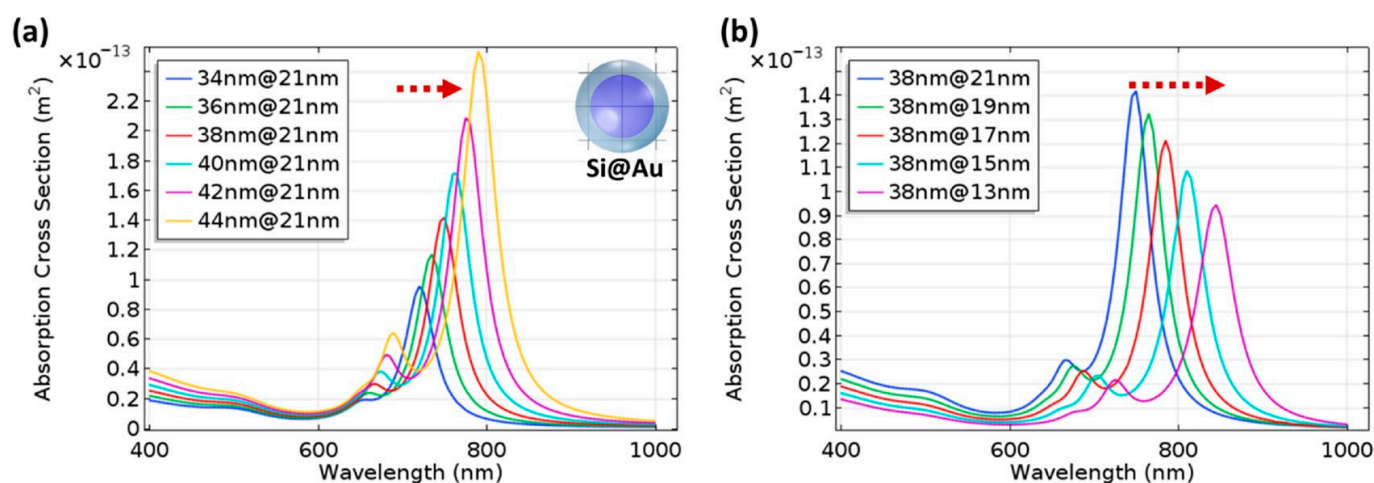 (a)
×10⁻¹³
Absorption Cross Section (m²)
2.2
2
1.8
1.6
1.4
1.2
1
0.8
0.6
0.4
0.2
0
34nm@21nm
36nm@21nm
38nm@21nm
40nm@21nm
42nm@21nm
44nm@21nm
Si@Au
400
600
800
1000
Wavelength (nm)
(b)
×10⁻¹³
Absorption Cross Section (m²)
1.4
1.3
1.2
1.1
1
0.9
0.8
0.7
0.6
0.5
0.4
0.3
0.2
0.1
38nm@21nm
38nm@19nm
38nm@17nm
38nm@15nm
38nm@13nm
400
600
800
1000
Wavelength (nm)